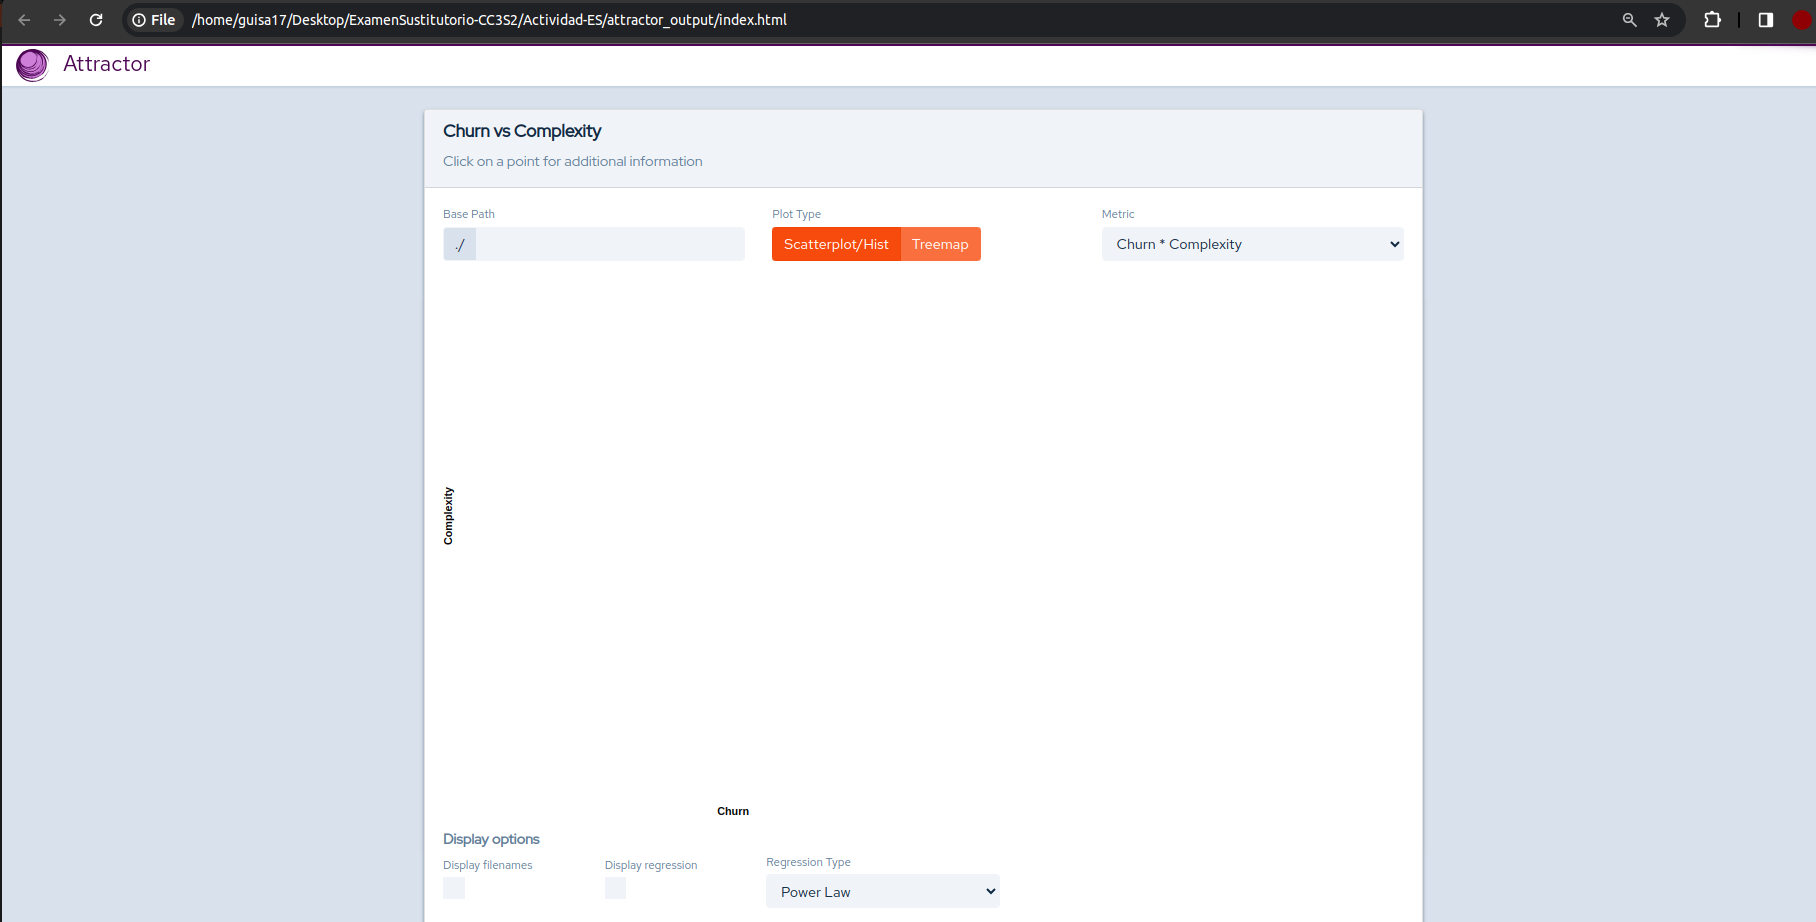 File /home/guisa17/Desktop/ExamenSustitutorio-CC3S2/Actividad-ES/attractor_output/index.html
Attractor
Churn vs Complexity
Click on a point for additional information
Base Path Plot Type Metric
./ Scatterplot/Hist Treemap Churn * Complexity
Complexity
Churn
Display options
Display filenames Display regression Regression Type
Power Law